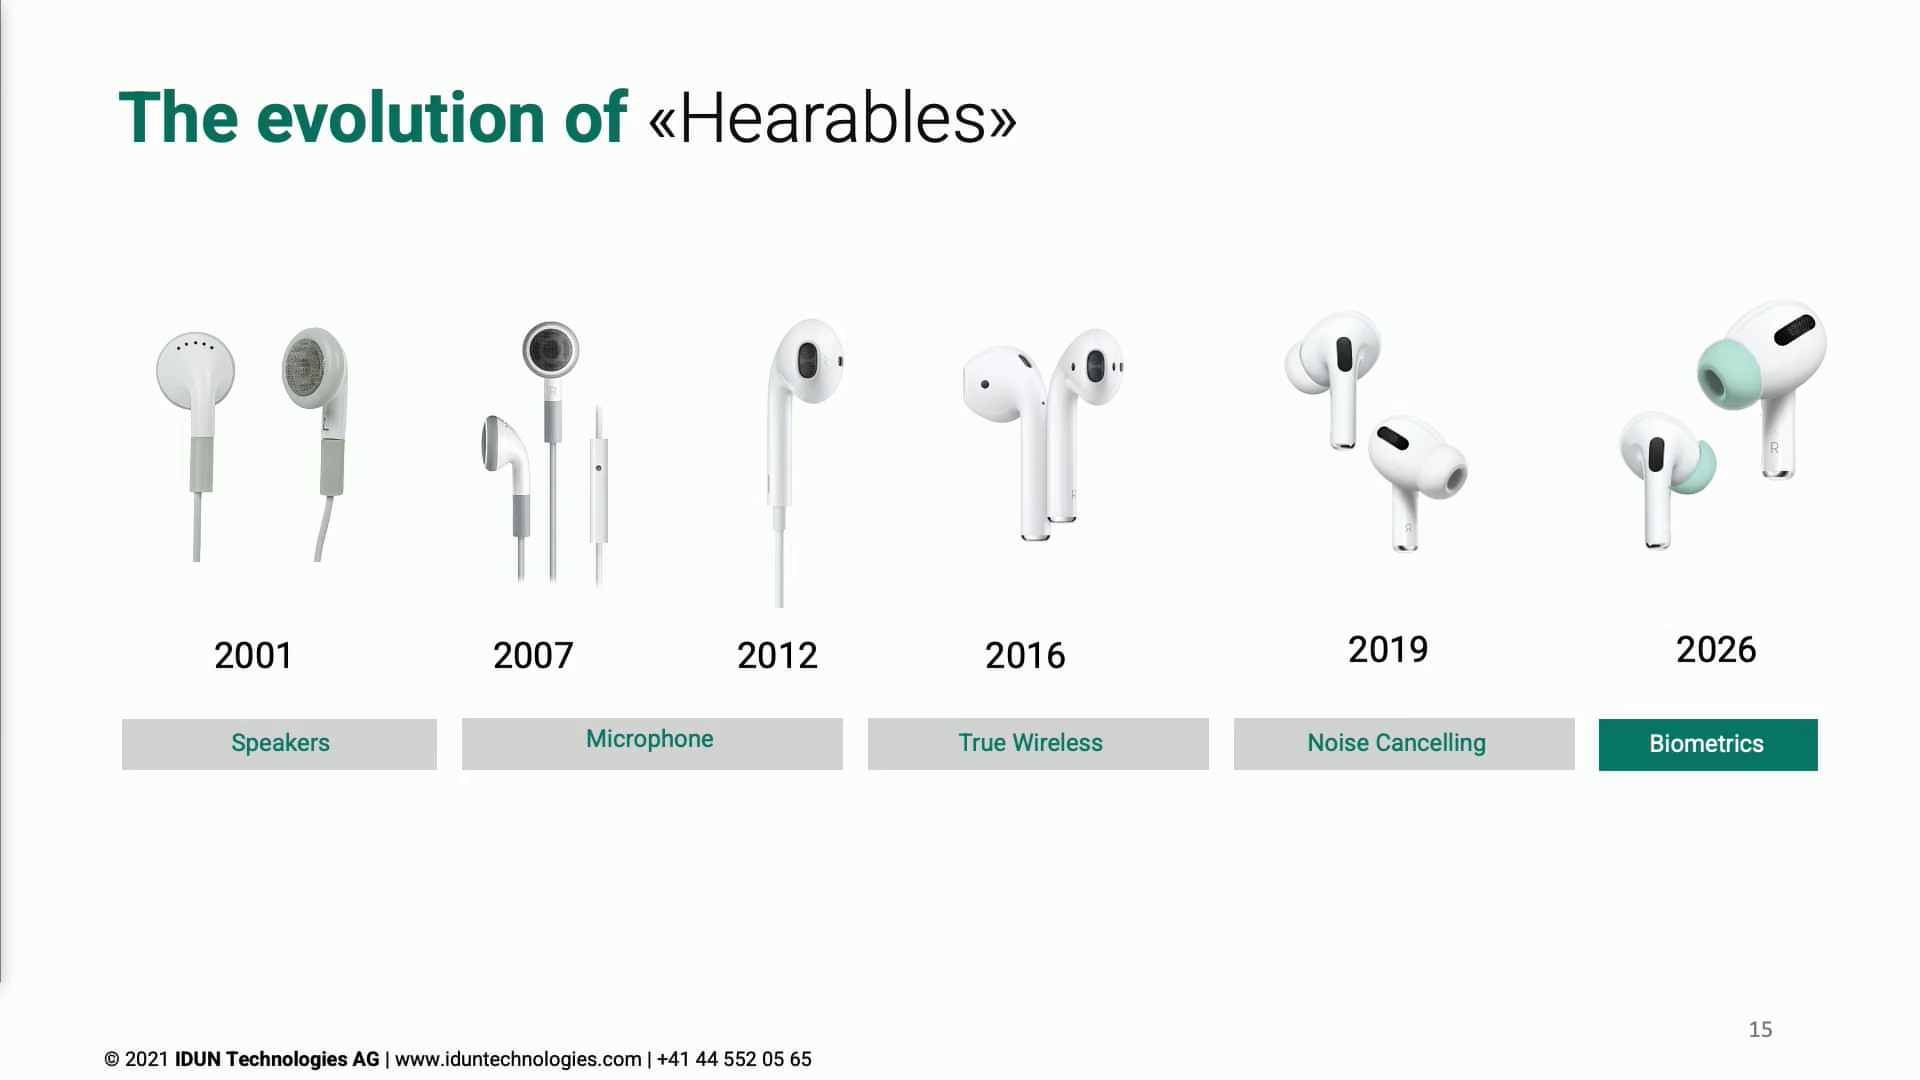 The evolution of «Hearables»
2001
2007
2012
2016
2019
2026
Speakers
Microphone
True Wireless
Noise Cancelling
Biometrics
R
R
R
R
15
© 2021 IDUN Technologies AG | www.iduntechnologies.com | +41 44 552 05 65